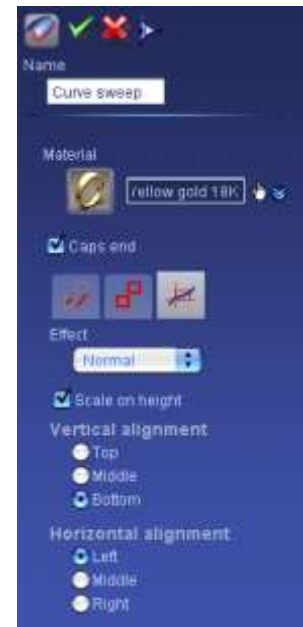 Name
Curve sweep
Material
yellow gold 18K
Caps end
Effect
Normal
Scale on height
Vertical alignment
Top
Middle
Bottom
Horizontal alignment
Left
Middle
Right